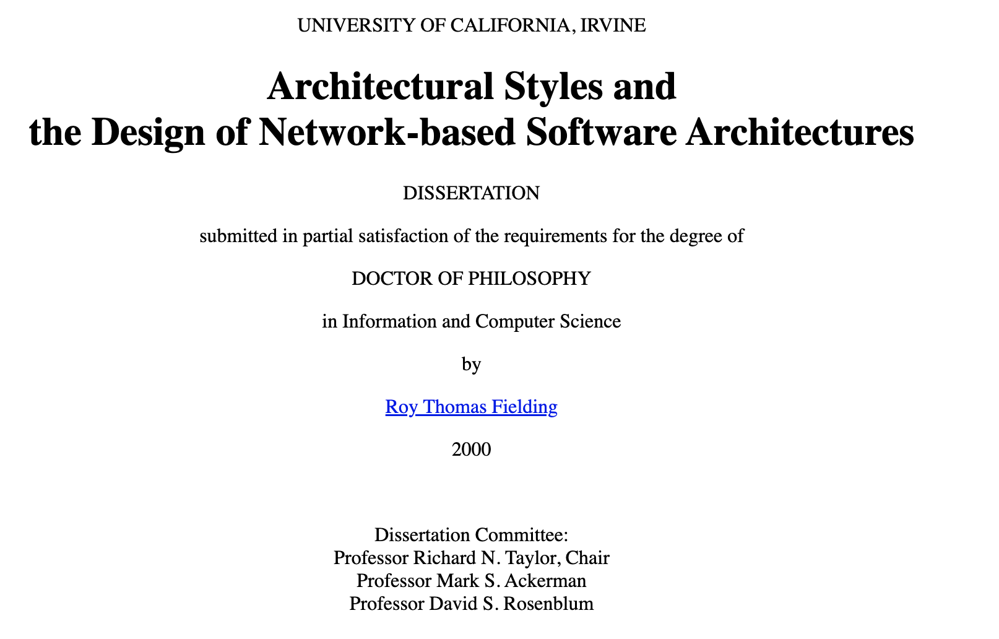 UNIVERSITY OF CALIFORNIA, IRVINE
Architectural Styles and
the Design of Network-based Software Architectures
DISSERTATION
submitted in partial satisfaction of the requirements for the degree of
DOCTOR OF PHILOSOPHY
in Information and Computer Science
by
Roy Thomas Fielding
2000
Dissertation Committee:
Professor Richard N. Taylor, Chair
Professor Mark S. Ackerman
Professor David S. Rosenblum